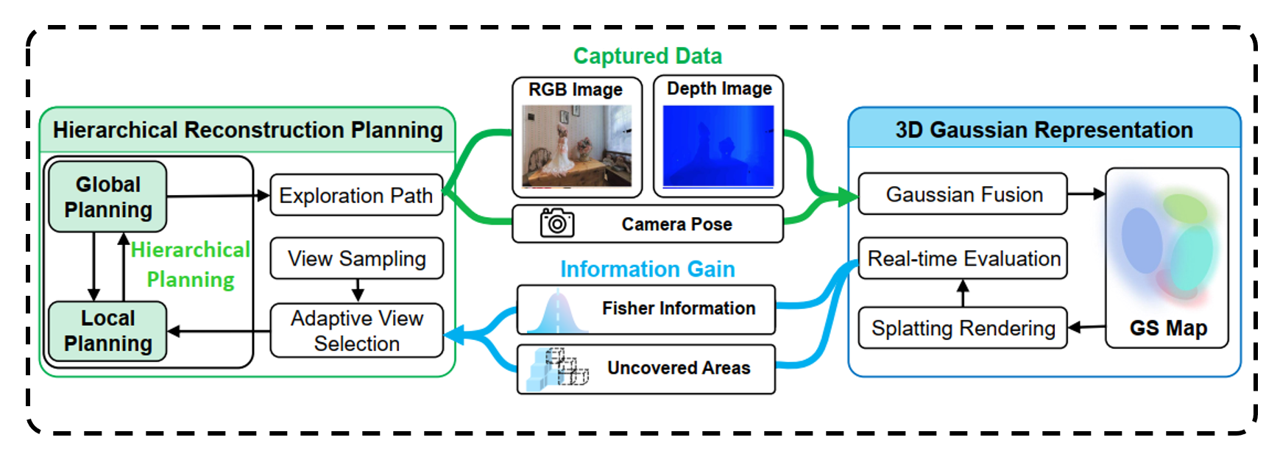 Captured Data
RGB Image
Depth Image
Camera Pose
Hierarchical Reconstruction Planning
Global
Planning
Exploration Path
Hierarchical
Planning
View Sampling
Local
Planning
Adaptive View
Selection
Information Gain
Fisher Information
Uncovered Areas
3D Gaussian Representation
Gaussian Fusion
Real-time Evaluation
Splatting Rendering
GS Map